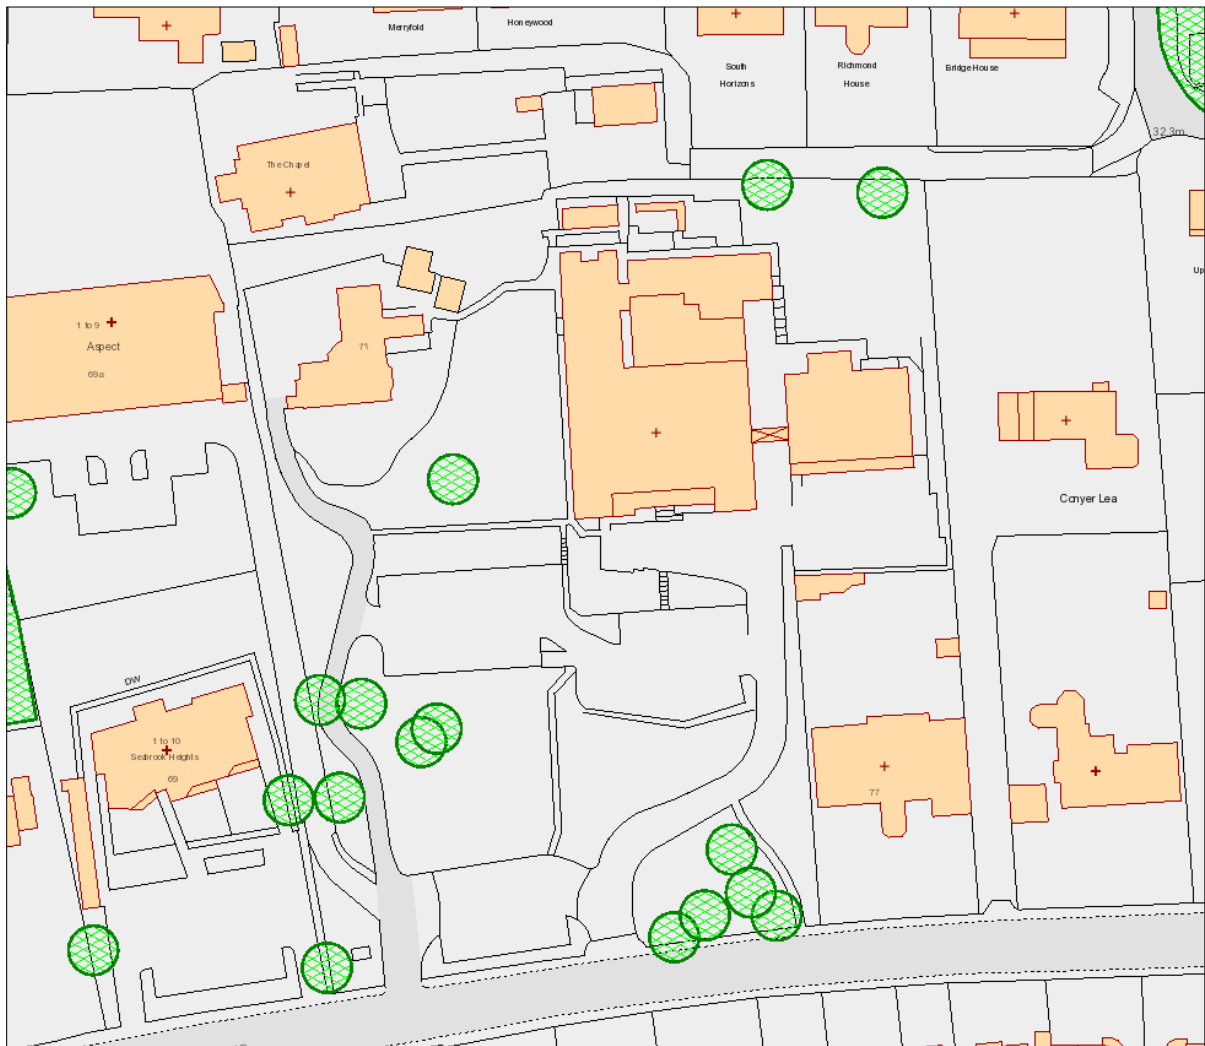 Merryfold
Honeywood
South
Horizons
Richmond
House
Bridge House
32.3m
The Chapel
Up
1 to 9
Aspect
69a
71
Conyer Lea
DW
1 to 10
Seabrook Heights
69
77